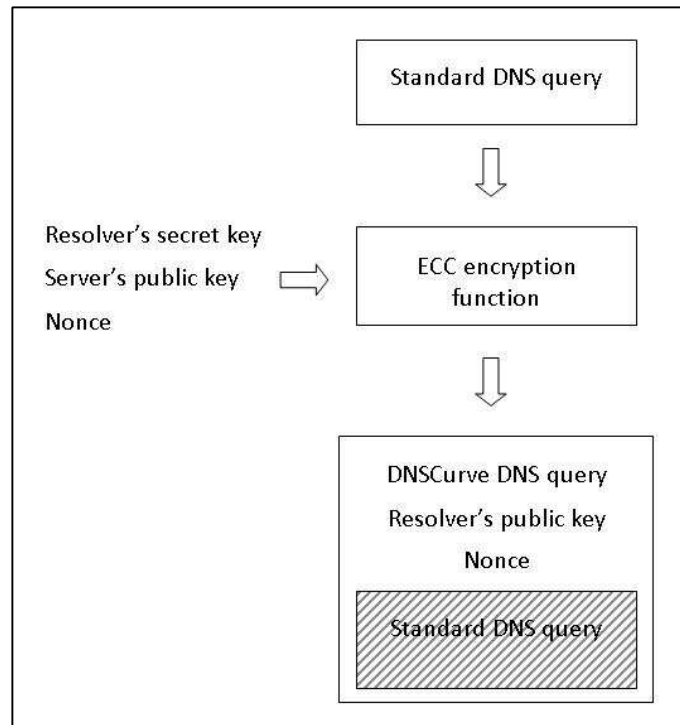 Standard DNS query
Resolver's secret key
Server's public key
Nonce
ECC encryption
function
DNSCurve DNS query
Resolver's public key
Nonce
Standard DNS query